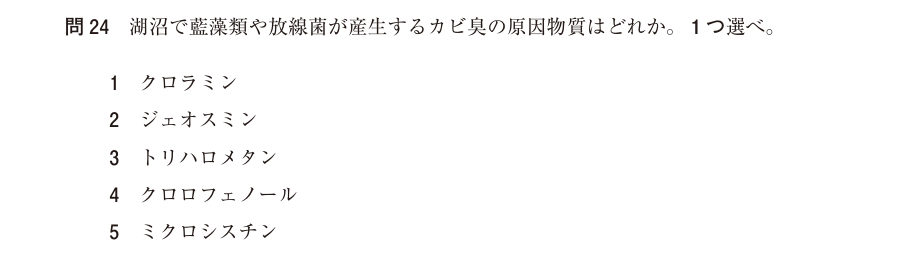 問24　湖沼で藍藻類や放線菌が産生するカビ臭の原因物質はどれか。1つ選べ。
1　クロラミン
2　ジェオスミン
3　トリハロメタン
4　クロロフェノール
5　ミクロシスチン